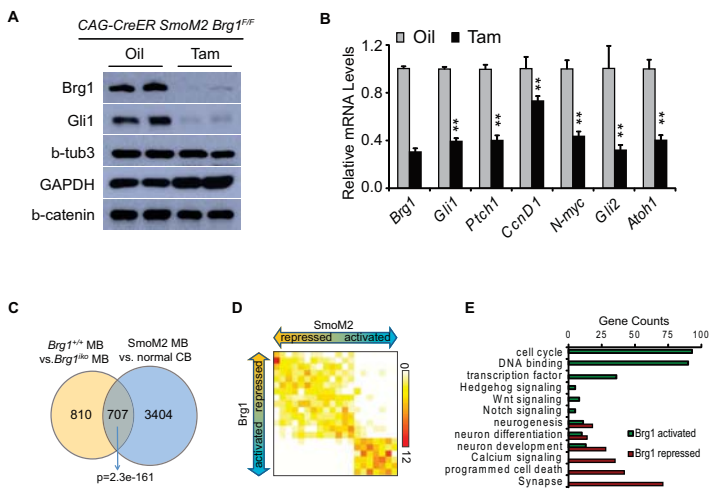 A
CAG-CreER SmoM2 Brg1F/F
Oil Tam
Brg1
Gli1
b-tub3
GAPDH
b-catenin
B
Relative mRNA Levels
1.2
0.8
0.4
0.0
Oil Tam
** ** ** ** ** **
Brg1 Gli1 Ptch1 CcnD1 N-myc Gli2 Atoh1
C
Brg1+/+ MB
vs.Brg1iko MB
SmoM2 MB
vs. normal CB
810 707 3404
p=2.3e-161
D
SmoM2
repressed activated
Brg1
activated repressed
0
12
E
Gene Counts
0 25 50 75 100
cell cycle
DNA binding
transcription factor
Hedgehog signaling
Wnt signaling
Notch signaling
neurogenesis
neuron differentiation
neuron development
Calcium signaling
programmed cell death
Synapse
Brg1 activated
Brg1 repressed